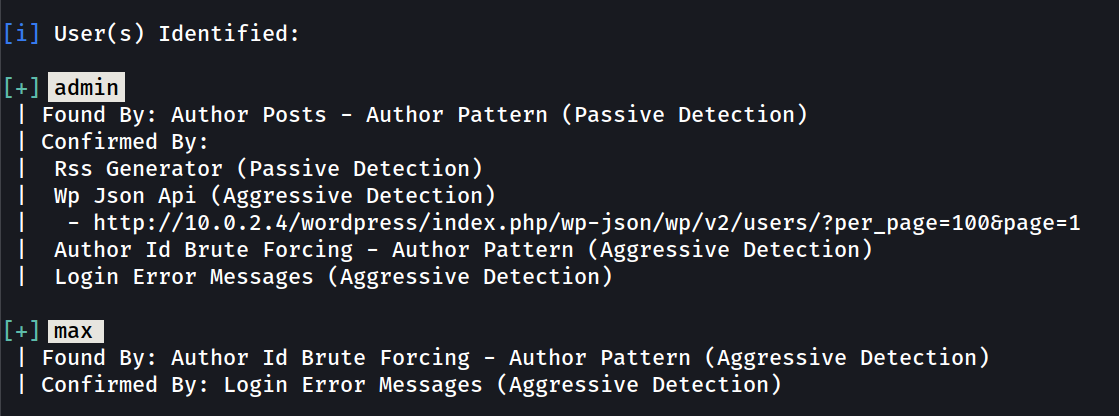 [i] User(s) Identified:
[+] admin
| Found By: Author Posts - Author Pattern (Passive Detection)
| Confirmed By:
|  Rss Generator (Passive Detection)
|  Wp Json Api (Aggressive Detection)
|   - http://10.0.2.4/wordpress/index.php/wp-json/wp/v2/users/?per_page=100&page=1
|  Author Id Brute Forcing - Author Pattern (Aggressive Detection)
|  Login Error Messages (Aggressive Detection)
[+] max
| Found By: Author Id Brute Forcing - Author Pattern (Aggressive Detection)
| Confirmed By: Login Error Messages (Aggressive Detection)